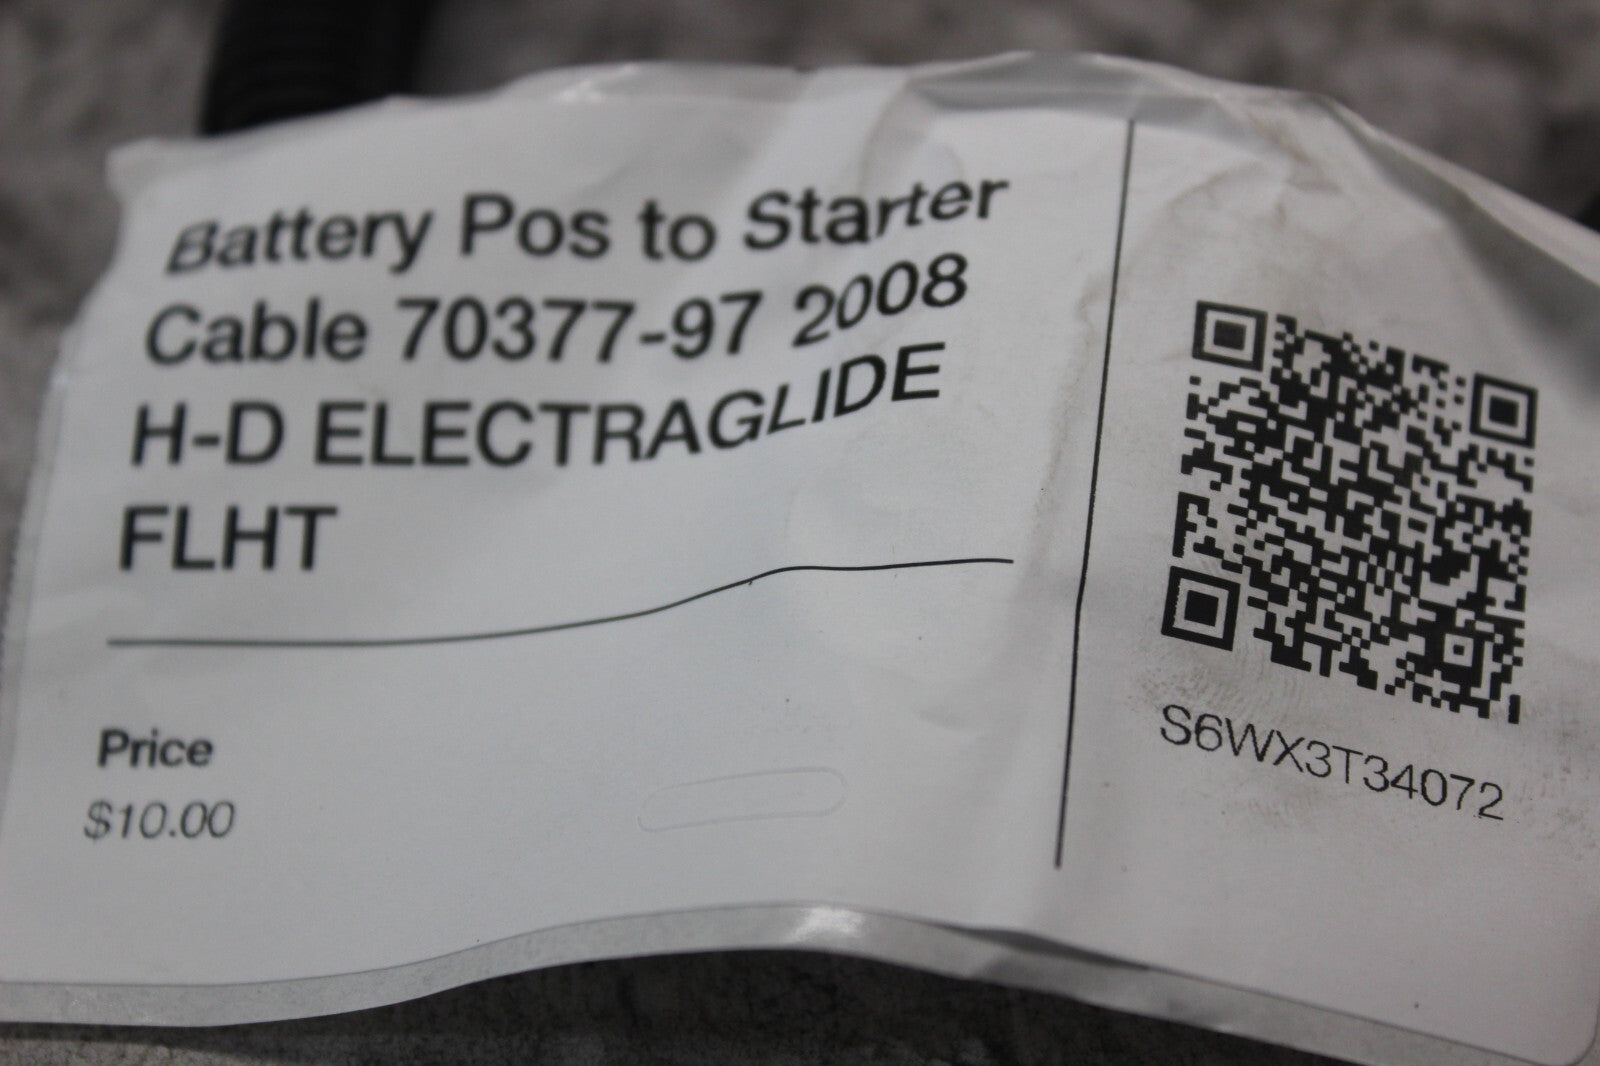 Battery Pos to Starter
Cable 70377-97 2008
H-D ELECTRAGLIDE
FLHT
Price
$10.00
S6WX3T34072